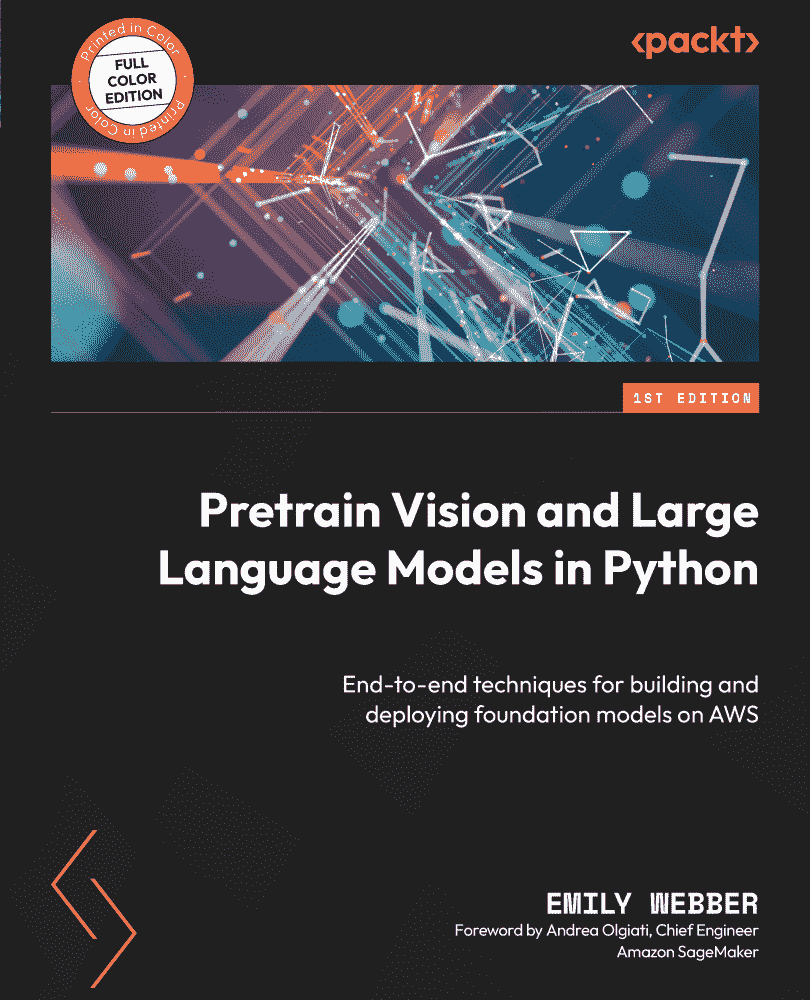 Printed in Color
FULL
COLOR
EDITION
Printed in Color
<packt>
1ST EDITION
Pretrain Vision and Large
Language Models in Python
End-to-end techniques for building and
deploying foundation models on AWS
EMILY WEBBER
Foreword by Andrea Olgiati, Chief Engineer
Amazon SageMaker